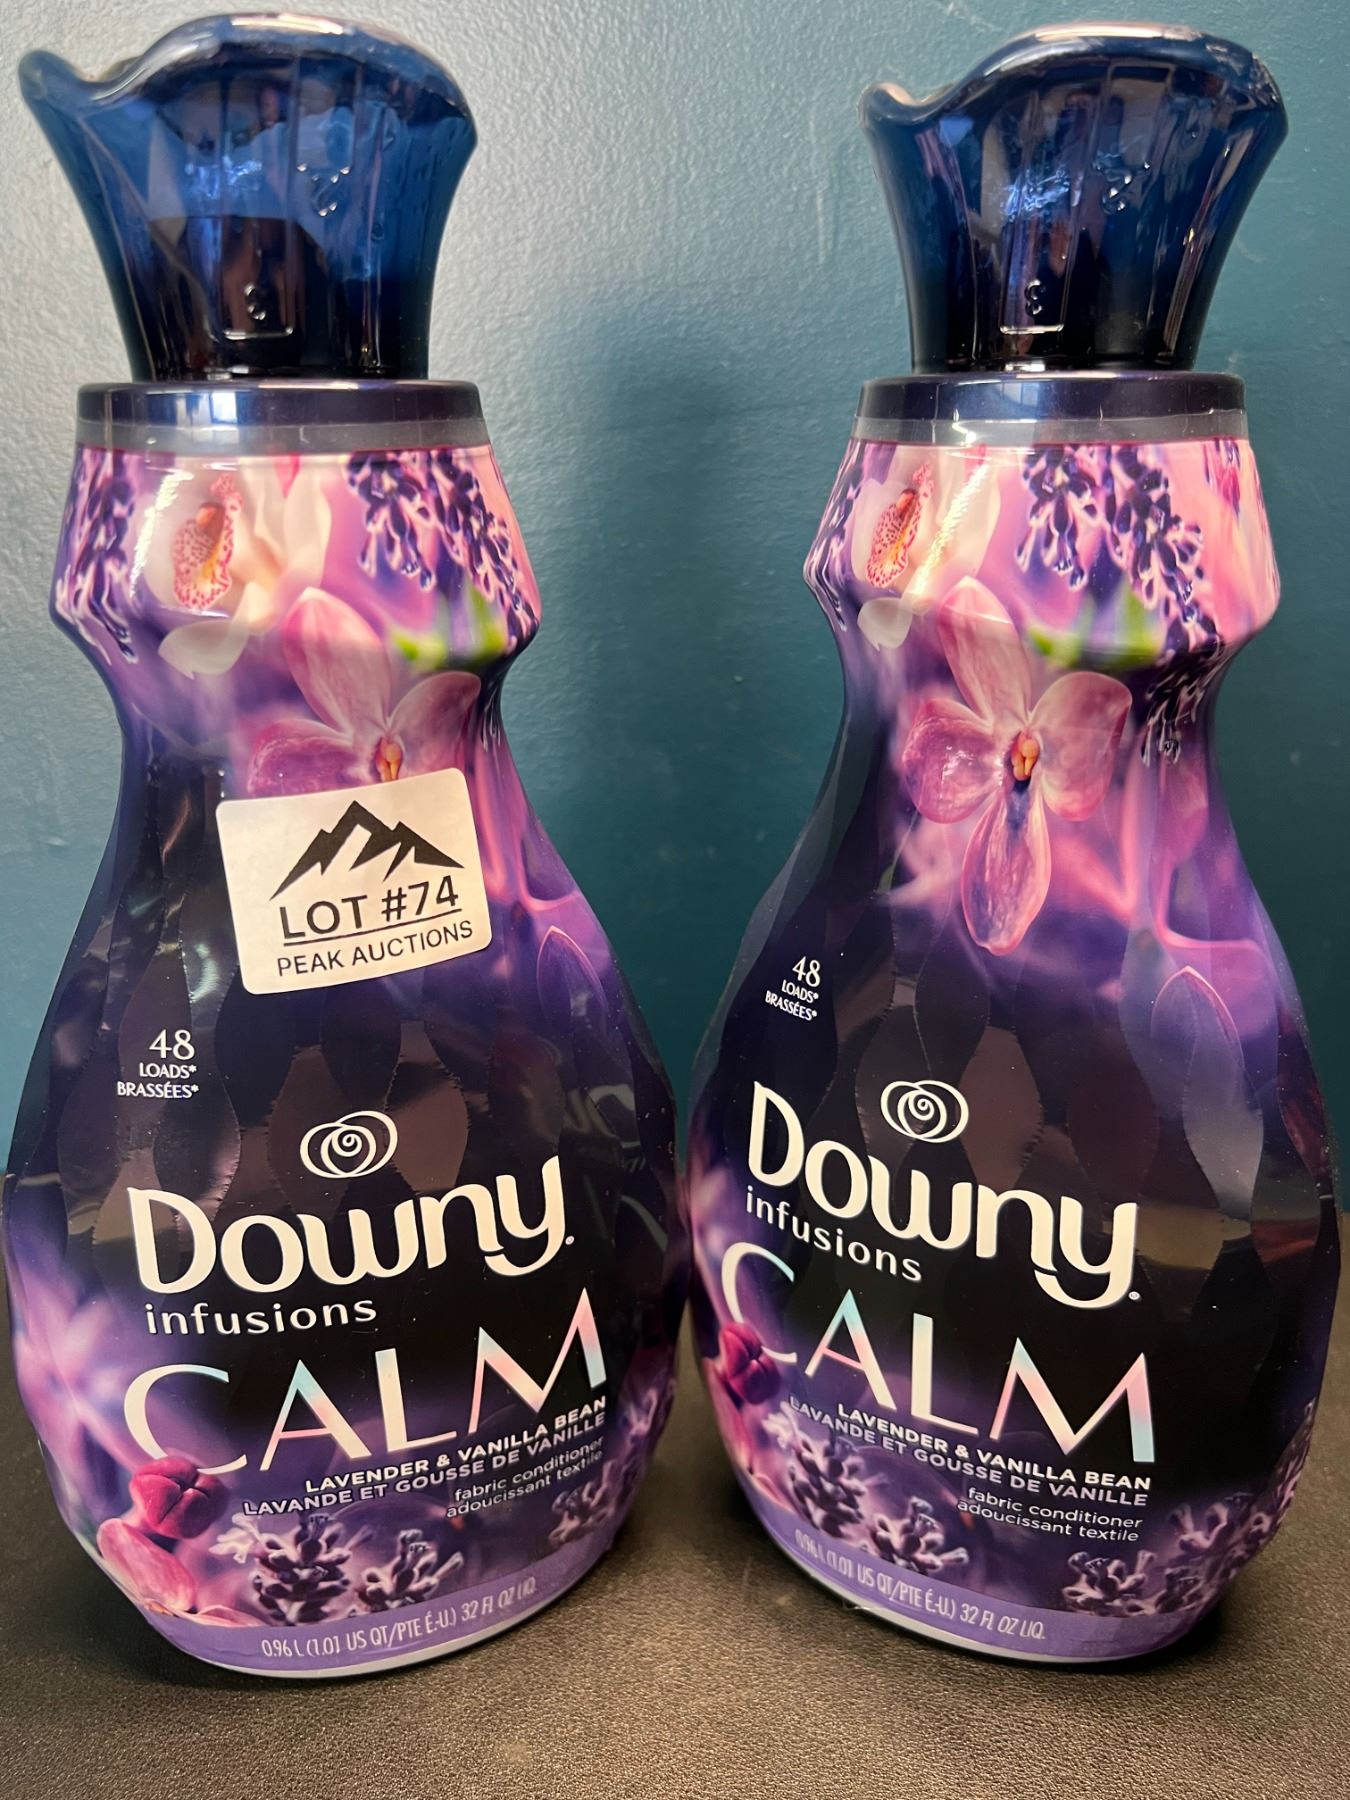 3
LOT #74
PEAK AUCTIONS
48
LOADS*
BRASSÉES*
Downy
infusions
CALM
LAVENDER & VANILLA BEAN
LAVANDE ET GOUSSE DE VANILLE
fabric conditioner
adoucissant textile
0.96 L (1.01 US QT/PTE É-U.) 32 FL OZ LIQ.
3
48
LOADS*
BRASSÉES*
Downy
infusions
CALM
LAVENDER & VANILLA BEAN
LAVANDE ET GOUSSE DE VANILLE
fabric conditioner
adoucissant textile
0.96 L (1.01 US QT/PTE É-U.) 32 FL OZ LIQ.